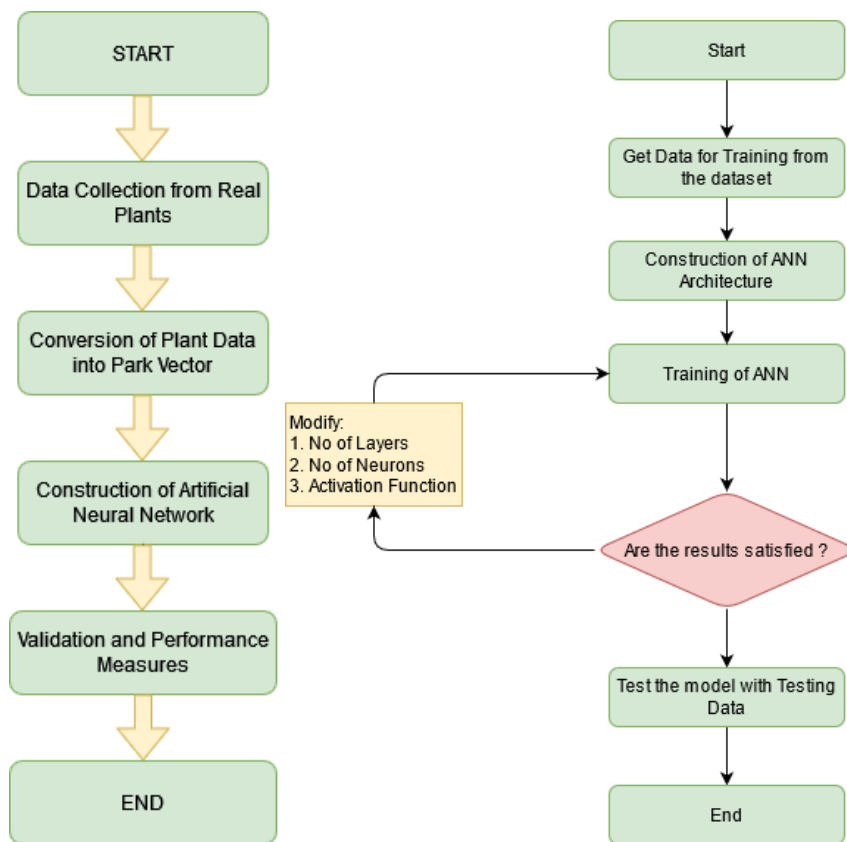 START
Data Collection from Real
Plants
Conversion of Plant Data
into Park Vector
Construction of Artificial
Neural Network
Validation and Performance
Measures
END
Start
Get Data for Training from
the dataset
Construction of ANN
Architecture
Training of ANN
Modify:
1. No of Layers
2. No of Neurons
3. Activation Function
Are the results satisfied ?
Test the model with Testing
Data
End